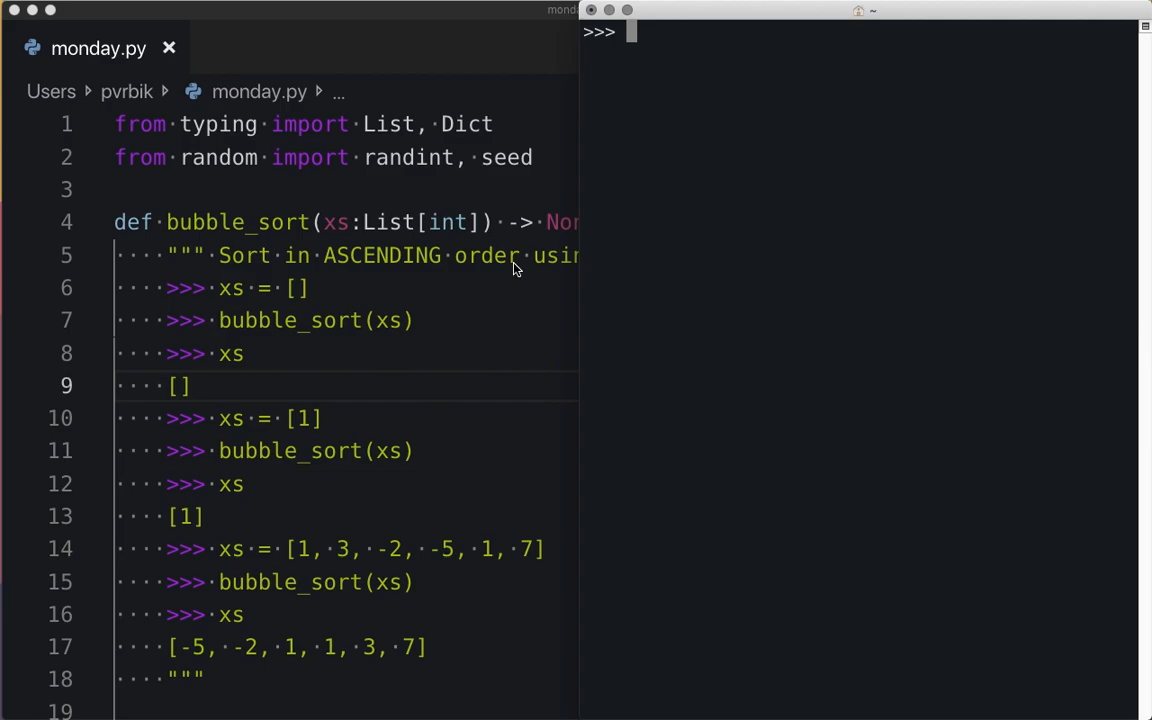 mond
~
monday.py
>>>
Users pvrbik monday.py ...
1 from typing import List, Dict
2 from random import randint, seed
3
4 def bubble_sort(xs:List[int]) -> Non
5 """ Sort in ASCENDING order usin
6 >>> xs = []
7 >>> bubble_sort(xs)
8 >>> xs
9 []
10 >>> xs = [1]
11 >>> bubble_sort(xs)
12 >>> xs
13 [1]
14 >>> xs = [1, 3, -2, -5, 1, 7]
15 >>> bubble_sort(xs)
16 >>> xs
17 [-5, -2, 1, 1, 3, 7]
18 """
19